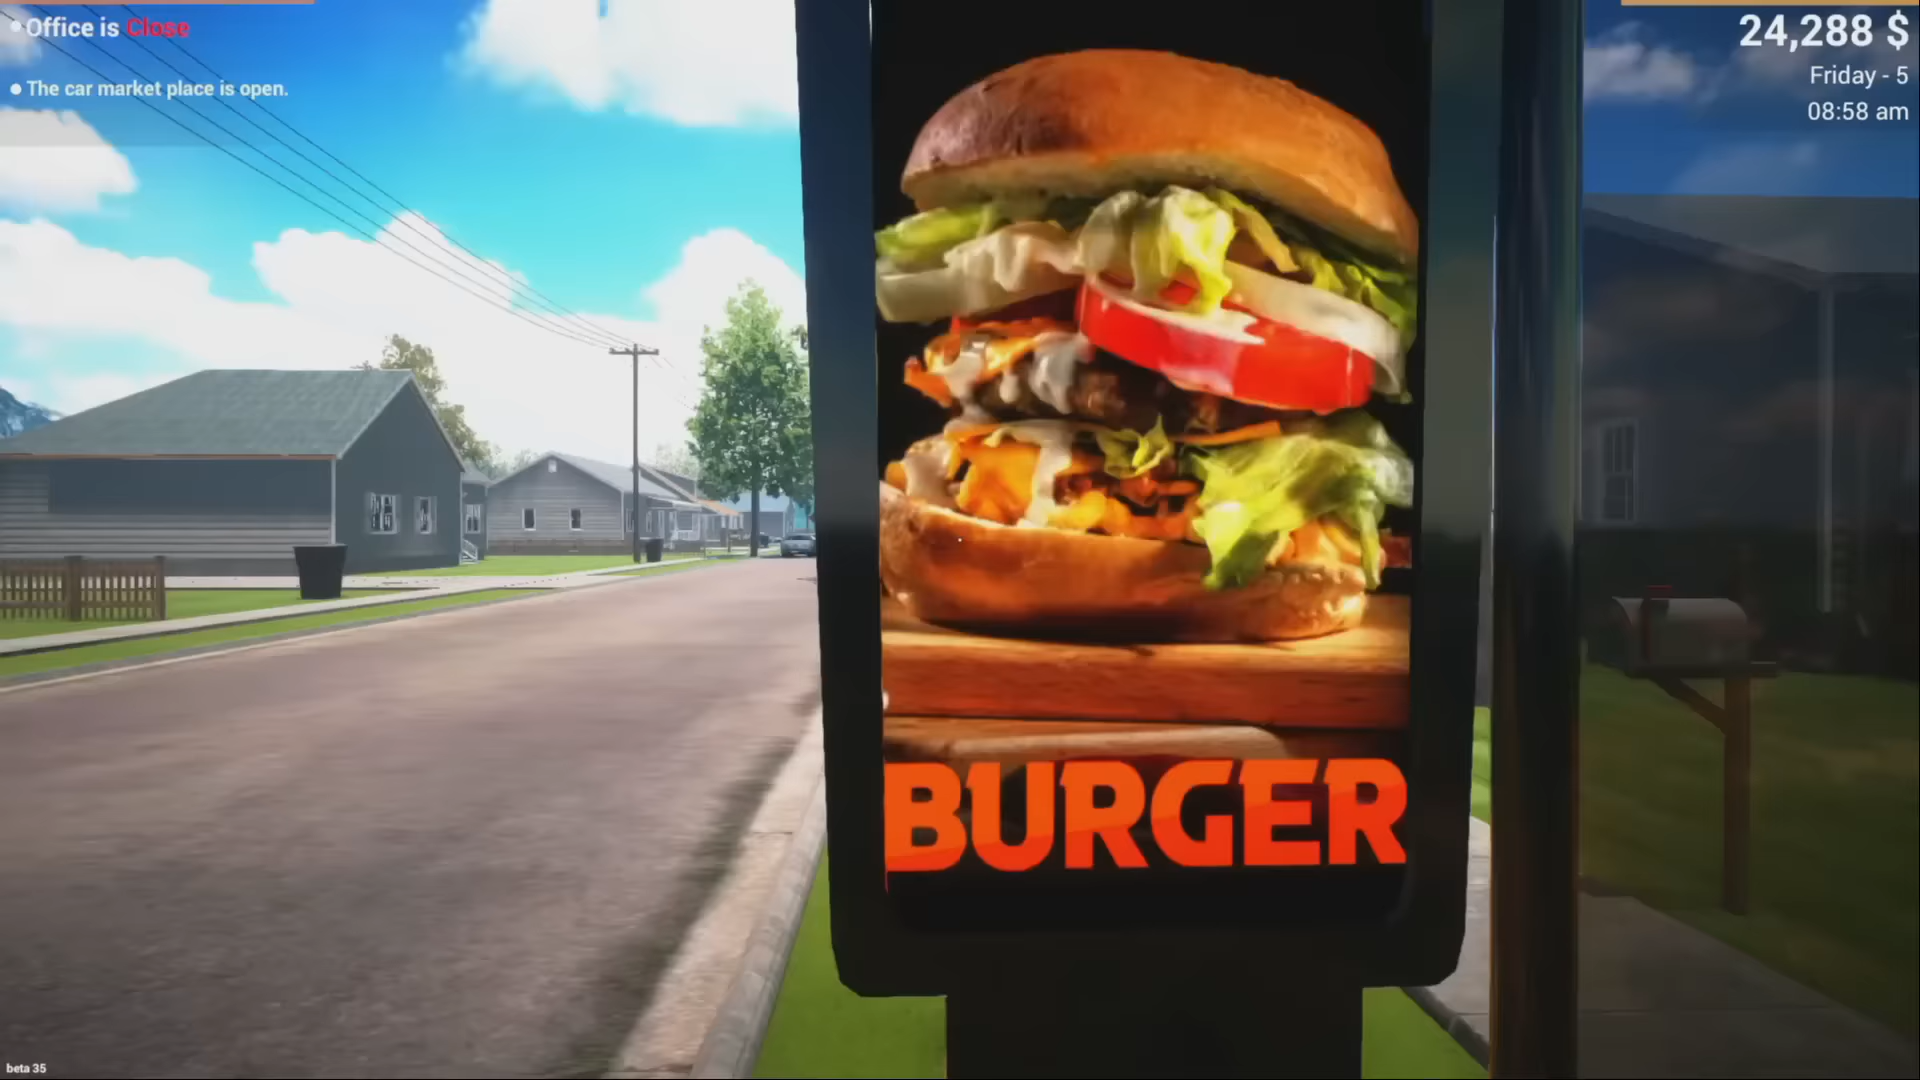 Office is Close
The car market place is open.
24,288 $
Friday - 5
08:58 am
BURGER
beta 35